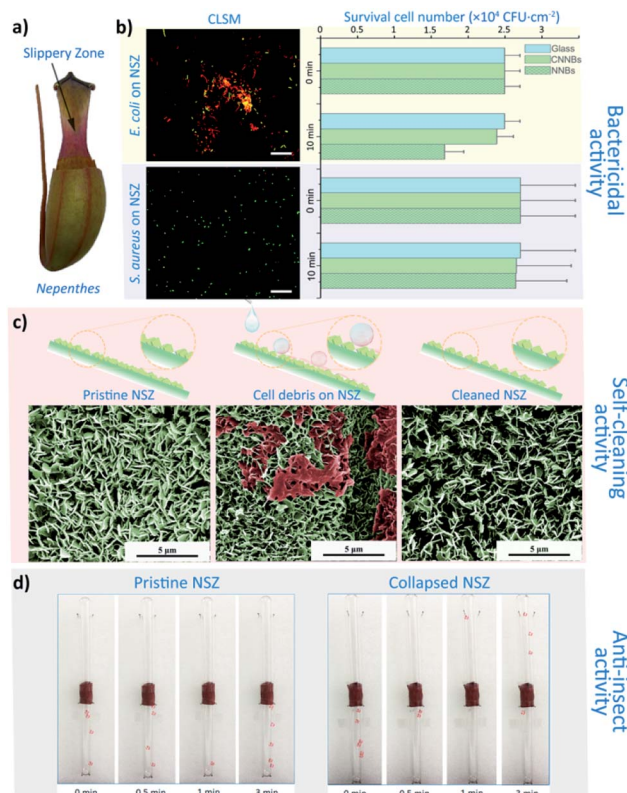 a)
Slippery Zone
Nepenthes
b)
CLSM
Survival cell number (×10⁴ CFU·cm⁻²)
0 0.5 1 1.5 2 2.5 3
E. coli on NSZ
0 min
10 min
Glass
CNNBs
NNBs
S. aureus on NSZ
0 min
10 min
Bactericidal
activity
c)
Pristine NSZ
Cell debris on NSZ
Cleaned NSZ
5 µm
5 µm
5 µm
Self-cleaning
activity
d)
Pristine NSZ
Collapsed NSZ
0 min
0.5 min
1 min
3 min
0 min
0.5 min
1 min
3 min
Anti-insect
activity